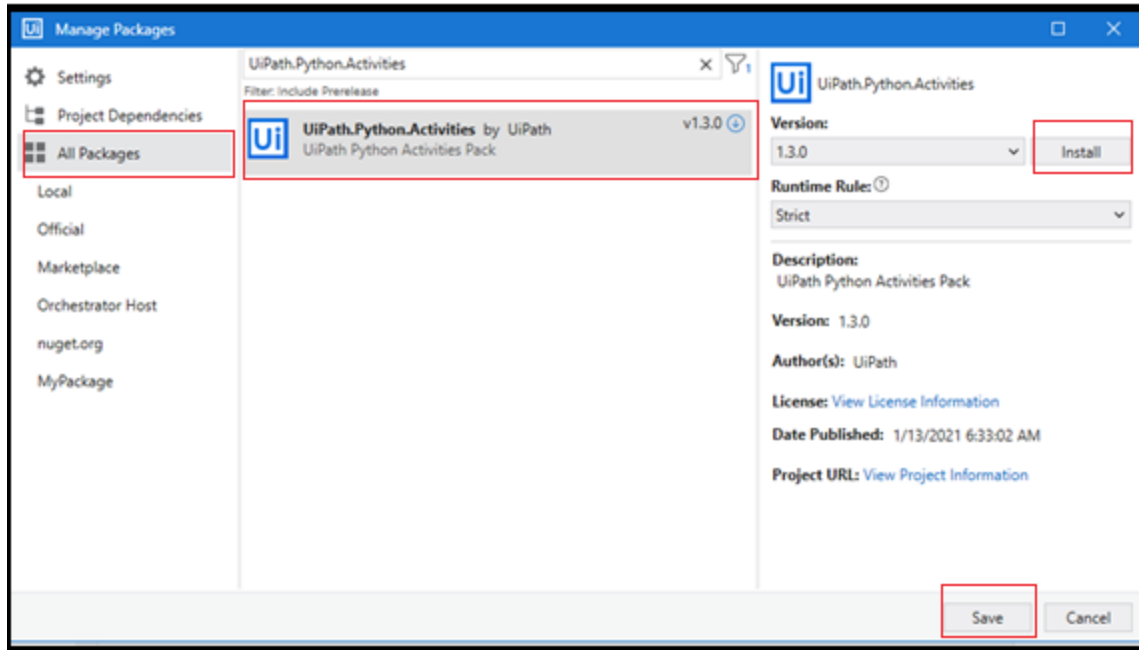 Ui Manage Packages
Settings
Project Dependencies
All Packages
Local
Official
Marketplace
Orchestrator Host
nuget.org
MyPackage
UiPath.Python.Activities
1
Filter: Include Prerelease
Ui
UiPath.Python.Activities by UiPath
v1.3.0
UiPath Python Activities Pack
Ui UiPath.Python.Activities
Version:
1.3.0
Install
Runtime Rule: ?
Strict
Description:
UiPath Python Activities Pack
Version: 1.3.0
Author(s): UiPath
License: View License Information
Date Published: 1/13/2021 6:33:02 AM
Project URL: View Project Information
Save
Cancel